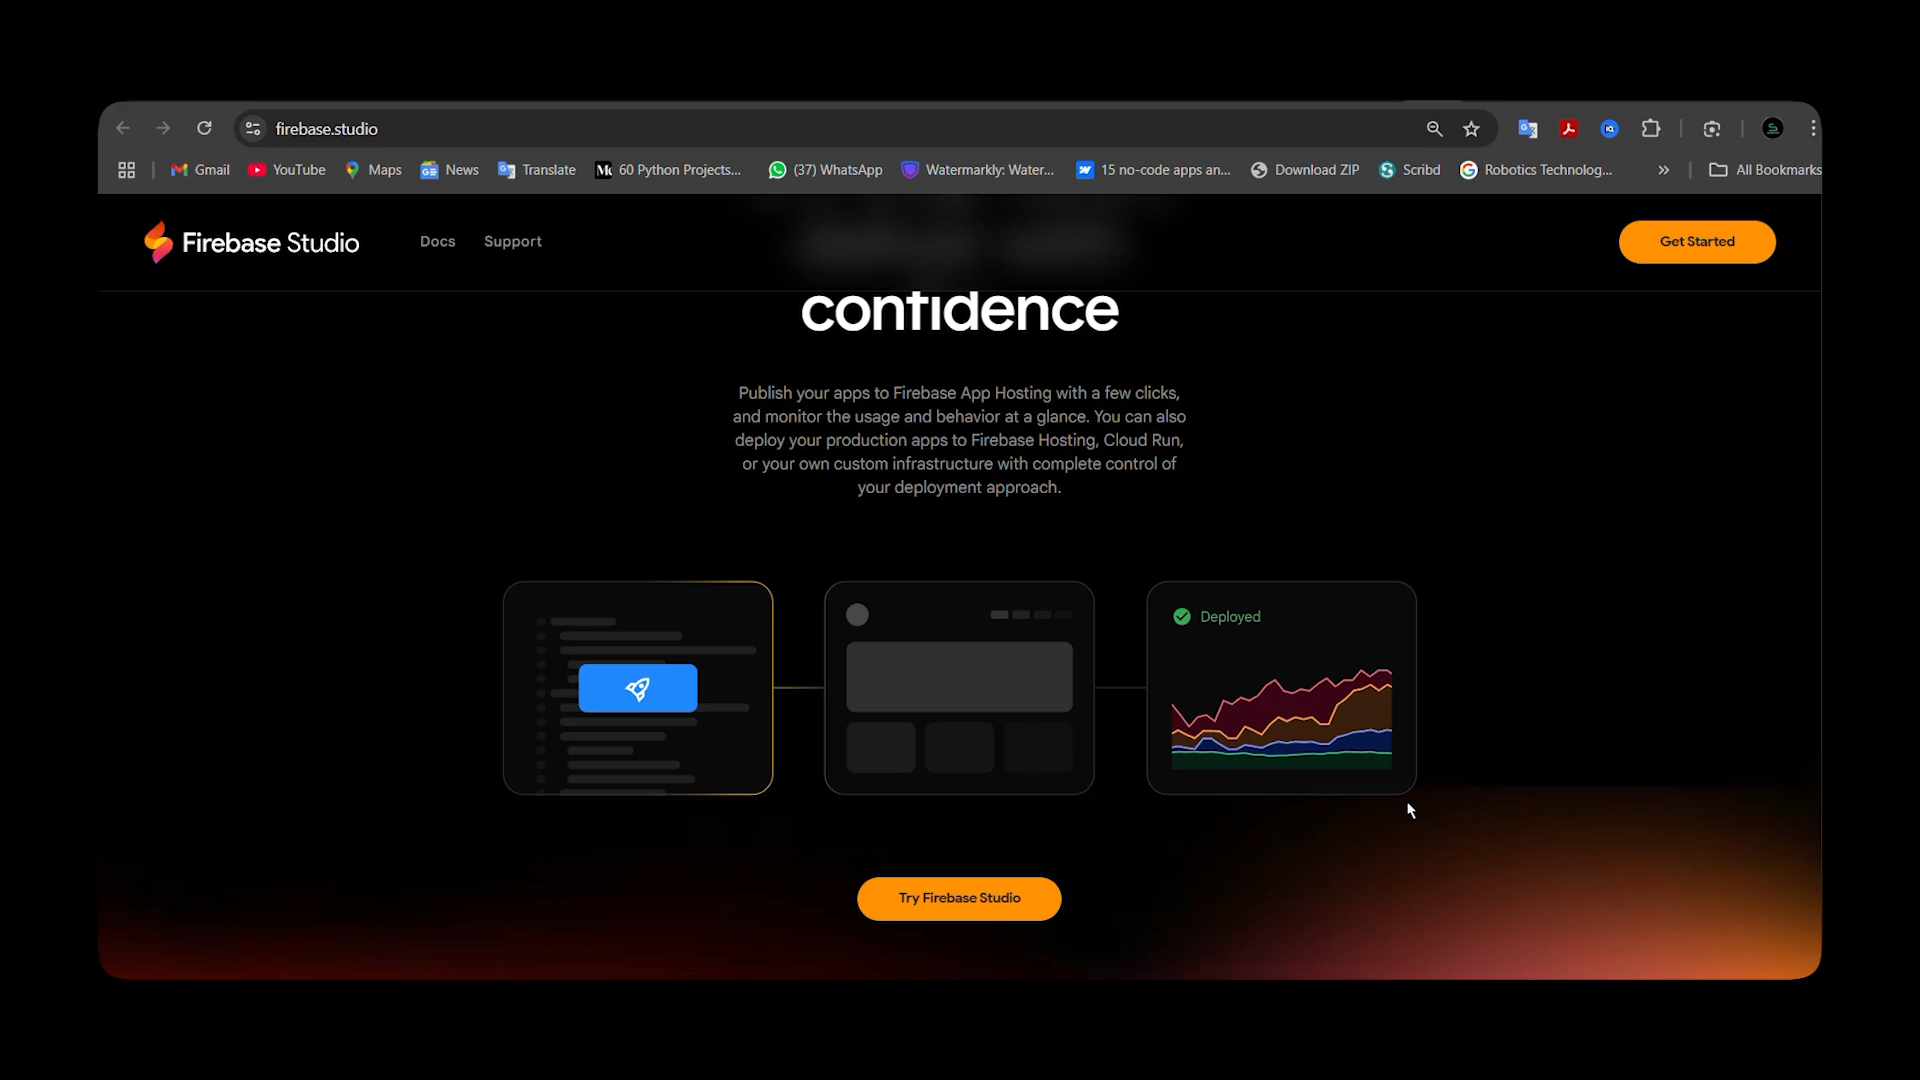 firebase.studio
Gmail
YouTube
Maps
News
Translate
60 Python Projects...
(37) WhatsApp
Watermarkly: Water...
15 no-code apps an...
Download ZIP
Scribd
Robotics Technolog...
All Bookmarks
Firebase Studio
Docs
Support
Get Started
confidence
Publish your apps to Firebase App Hosting with a few clicks,
and monitor the usage and behavior at a glance. You can also
deploy your production apps to Firebase Hosting, Cloud Run,
or your own custom infrastructure with complete control of
your deployment approach.
Deployed
Try Firebase Studio